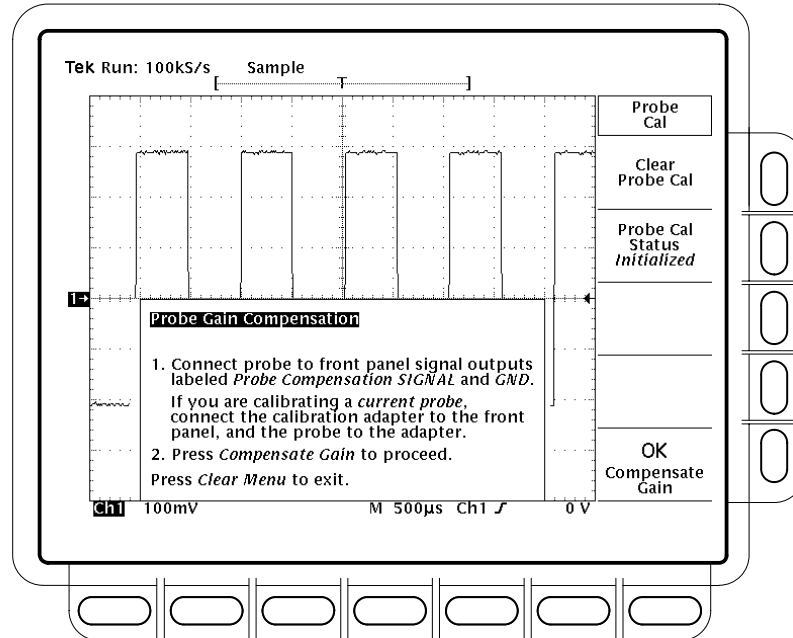 Tek Run: 100kS/s Sample
[ T ]
Probe
Cal
Clear
Probe Cal
Probe Cal
Status
Initialized
1→
Probe Gain Compensation
1. Connect probe to front panel signal outputs
labeled Probe Compensation SIGNAL and GND.
If you are calibrating a current probe,
connect the calibration adapter to the front
panel, and the probe to the adapter.
2. Press Compensate Gain to proceed.
Press Clear Menu to exit.
OK
Compensate
Gain
Ch1 100mV M 500µs Ch1 0 V